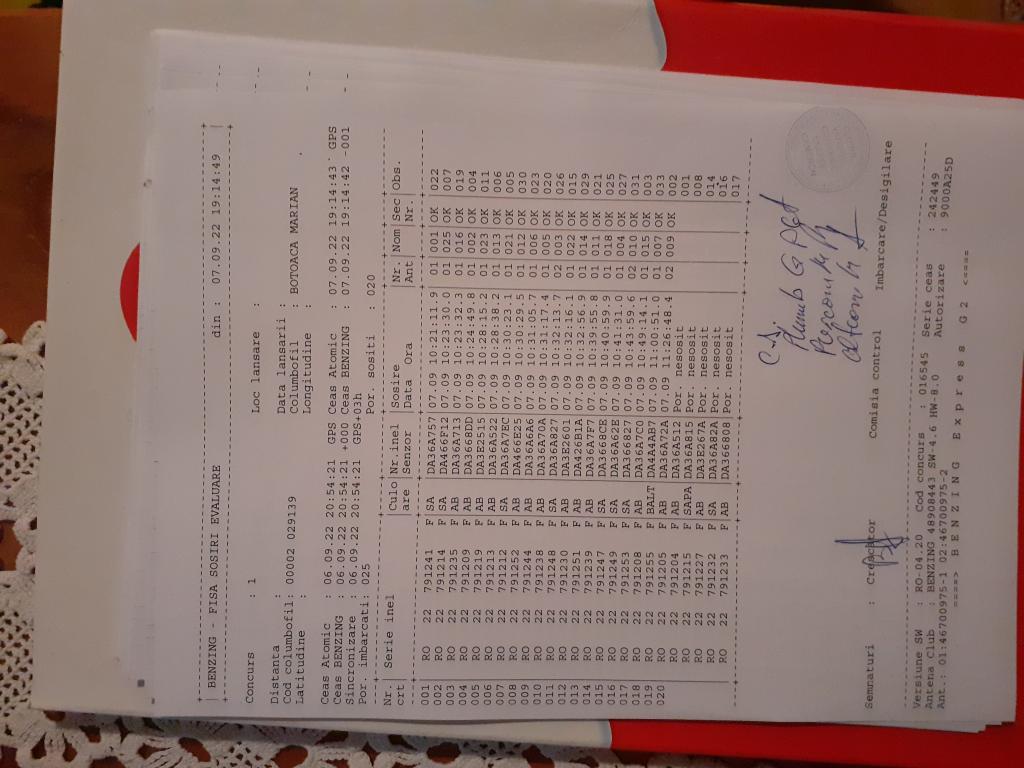 BENZING - FISA SOSIRI EVALUARE din : 07.09.22 19:14:49
Concurs : 1 Loc lansare :
Distanta : Data lansarii :
Cod columbofil: 00002 029139 Columbofil : BOTOACA MARIAN
Latitudine : Longitudine :
Ceas Atomic : 06.09.22 20:54:21 GPS Ceas Atomic : 07.09.22 19:14:43 GPS
Ceas BENZING : 06.09.22 20:54:21 +000 Ceas BENZING : 07.09.22 19:14:42 -001
Sincronizare : 06.09.22 20:54:21 GPS+03h
Por. imbarcati: 025 Por. sositi : 020
Nr. Serie inel Culo Nr.inel Sosire Nr. Nom Sec Obs.
crt are Senzor Data Ora Ant Nr.
001 RO 22 791241 F SA DA36A757 07.09 10:21:11.9 01 001 OK 022
002 RO 22 791214 F SA DA466F12 07.09 10:23:30.0 01 025 OK 007
003 RO 22 791235 F AB DA36A713 07.09 10:23:32.3 01 016 OK 019
004 RO 22 791209 F AB DA3668DD 07.09 10:24:49.8 01 002 OK 004
005 RO 22 791219 F AB DA3E2515 07.09 10:28:15.2 01 023 OK 011
006 RO 22 791213 F AB DA36A522 07.09 10:28:38.2 01 013 OK 006
007 RO 22 791212 F SA DA36A7EC 07.09 10:30:23.1 01 021 OK 005
008 RO 22 791252 F AB DA466E25 07.09 10:30:29.5 01 012 OK 030
009 RO 22 791244 F AB DA36A6A6 07.09 10:31:05.7 01 006 OK 023
010 RO 22 791238 F AB DA36A70A 07.09 10:31:17.4 01 005 OK 020
011 RO 22 791248 F SA DA36A827 07.09 10:32:13.7 02 003 OK 026
012 RO 22 791230 F AB DA3E2601 07.09 10:32:16.1 01 022 OK 015
013 RO 22 791251 F AB DA426B1A 07.09 10:32:56.9 01 014 OK 029
014 RO 22 791239 F AB DA36A7F7 07.09 10:39:55.8 01 011 OK 021
015 RO 22 791247 F SA DA3668CE 07.09 10:40:59.9 01 018 OK 025
016 RO 22 791249 F SA DA36A62E 07.09 10:41:31.0 01 004 OK 027
017 RO 22 791253 F SA DA366827 07.09 10:43:59.6 02 010 OK 031
018 RO 22 791208 F AB DA36A7C0 07.09 10:49:14.1 01 015 OK 003
019 RO 22 791255 F BALT DA4A4AB7 07.09 11:00:51.0 01 007 OK 033
020 RO 22 791205 F AB DA36A72A 07.09 11:26:48.4 02 009 OK 002
RO 22 791204 F AB DA36A512 Por nesosit 001
RO 22 791215 F SAPA DA36A815 Por nesosit 008
RO 22 791227 F AB DA3E267A Por nesosit 014
RO 22 791232 F SA DA36A82A Por nesosit 016
RO 22 791233 F AB DA366808 Por nesosit 017
Semnaturi : Crescator Comisia control Imbarcare/Desigilare
Versiune SW : RO-04.20 Cod concurs : 016545 Serie ceas : 242449
Antena Club : BENZING 48908443 SW-4.6 HW-8.0 Autorizare : 9000A25D
Ant.: 01:46700975-1 02:46700975-2
====> B E N Z I N G E x p r e s s G 2 <====